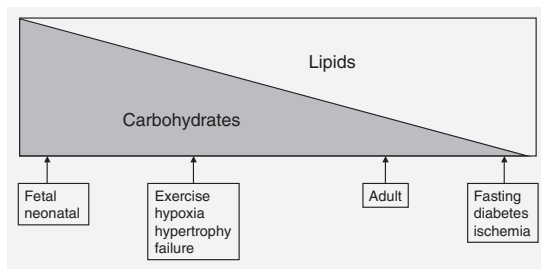 Lipids
Carbohydrates
Fetal
neonatal
Exercise
hypoxia
hypertrophy
failure
Adult
Fasting
diabetes
ischemia